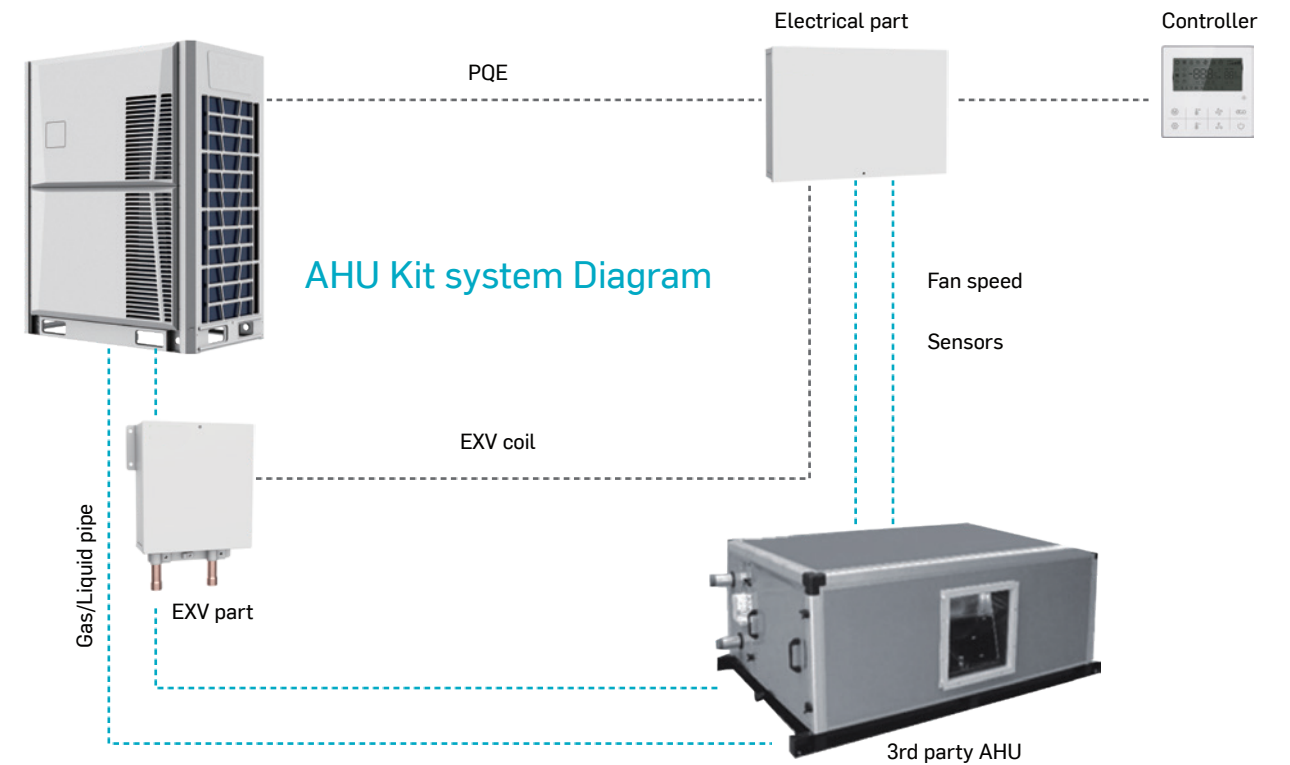 Electrical part
Controller
PQE
AHU Kit system Diagram
Fan speed
Sensors
EXV coil
Gas/Liquid pipe
EXV part
3rd party AHU